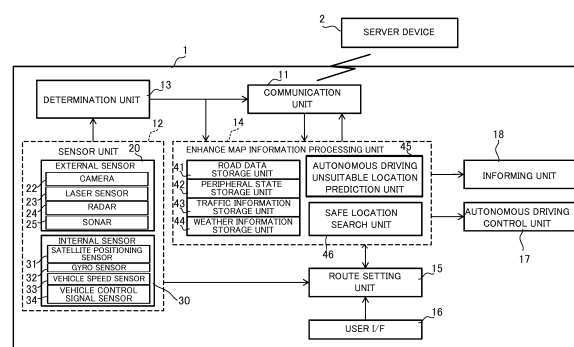 2
SERVER DEVICE
1
13
DETERMINATION UNIT
11
COMMUNICATION
UNIT
12
SENSOR UNIT
20
EXTERNAL SENSOR
22
CAMERA
23
LASER SENSOR
24
RADAR
25
SONAR
INTERNAL SENSOR
31
SATELLITE POSITIONING
SENSOR
32
GYRO SENSOR
33
VEHICLE SPEED SENSOR
34
VEHICLE CONTROL
SIGNAL SENSOR
30
14
ENHANCE MAP INFORMATION PROCESSING UNIT
41
ROAD DATA
STORAGE UNIT
42
PERIPHERAL STATE
STORAGE UNIT
43
TRAFFIC INFORMATION
STORAGE UNIT
44
WEATHER INFORMATION
STORAGE UNIT
45
AUTONOMOUS DRIVING
UNSUITABLE LOCATION
PREDICTION UNIT
SAFE LOCATION
SEARCH UNIT
46
18
INFORMING UNIT
AUTONOMOUS DRIVING
CONTROL UNIT
17
15
ROUTE SETTING
UNIT
16
USER I/F